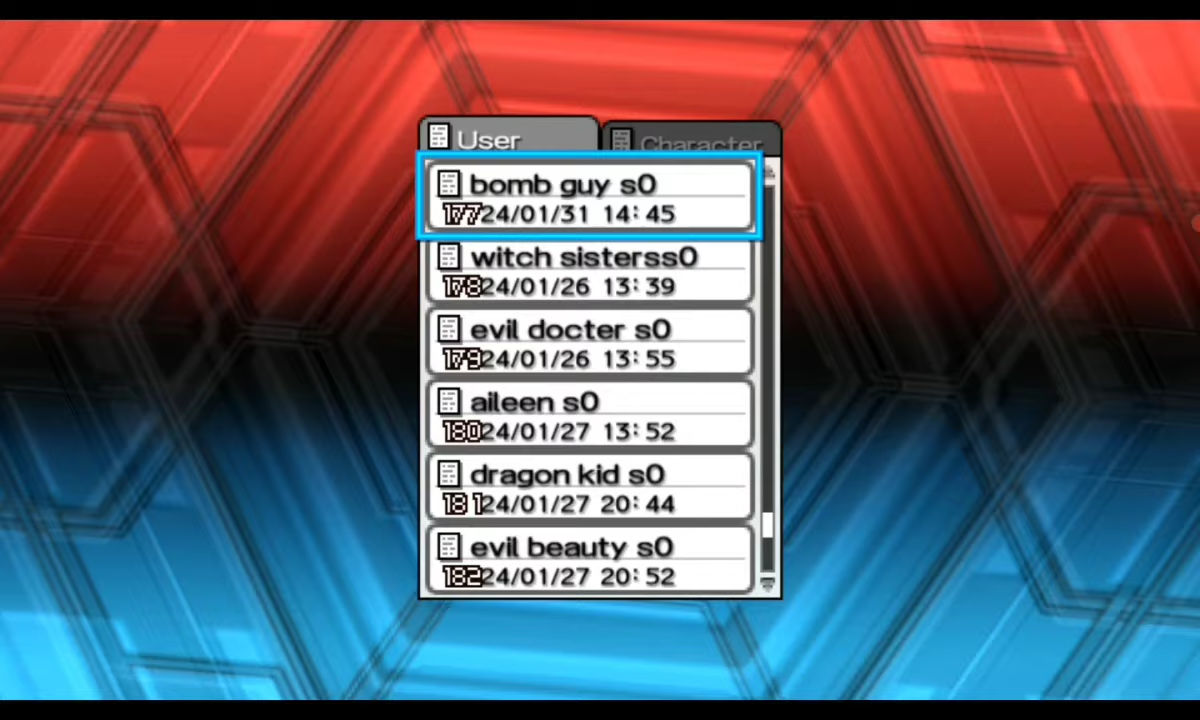 User
Character
bomb guy s0
177 24/01/31 14:45
witch sisterss0
178 24/01/26 13:39
evil docter s0
179 24/01/26 13:55
aileen s0
180 24/01/27 13:52
dragon kid s0
181 24/01/27 20:44
evil beauty s0
182 24/01/27 20:52